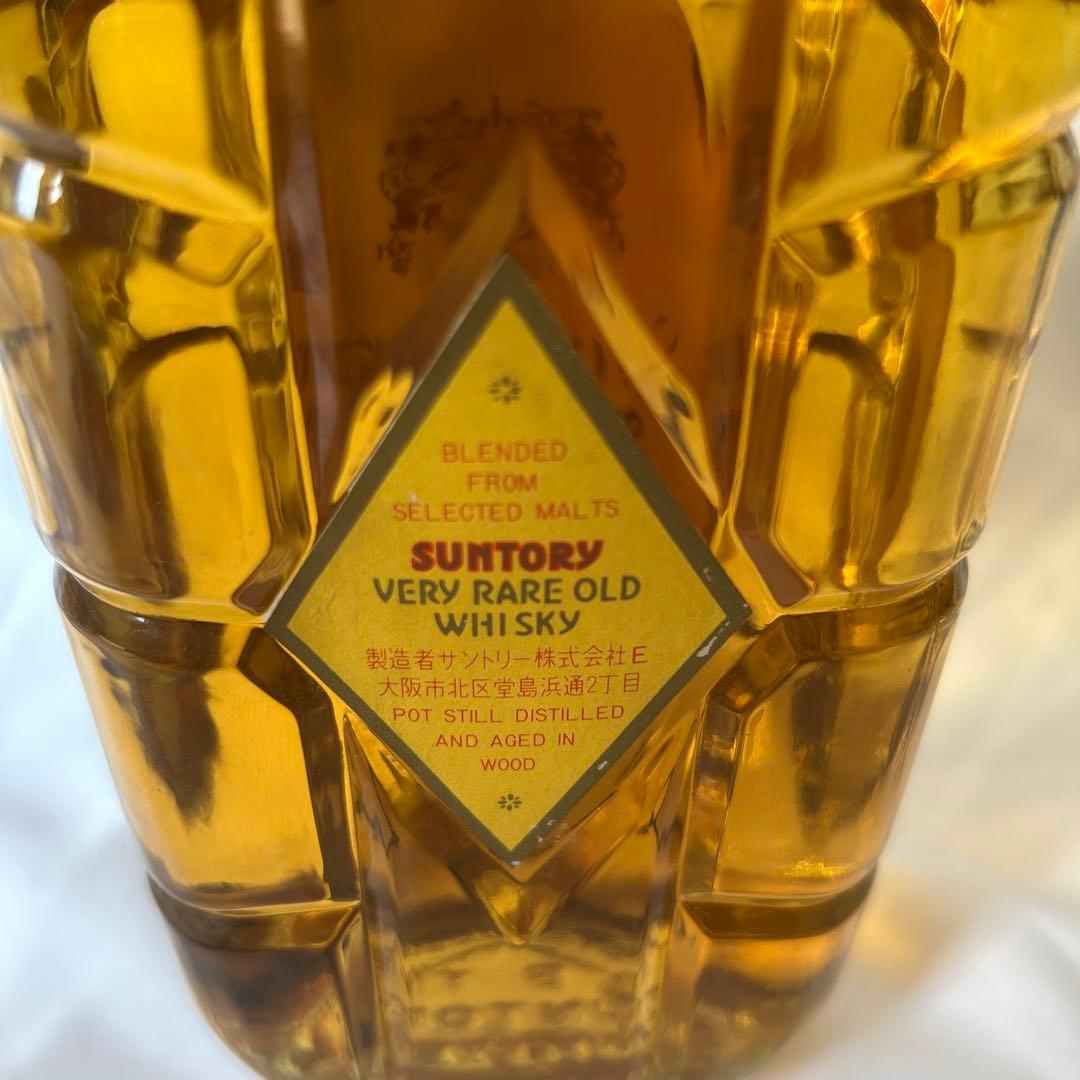 BLENDED
FROM
SELECTED MALTS
SUNTORY
VERY RARE OLD
WHISKY
製造者サントリー株式会社E
大阪市北区堂島浜通2丁目
POT STILL DISTILLED
AND AGED IN
WOOD